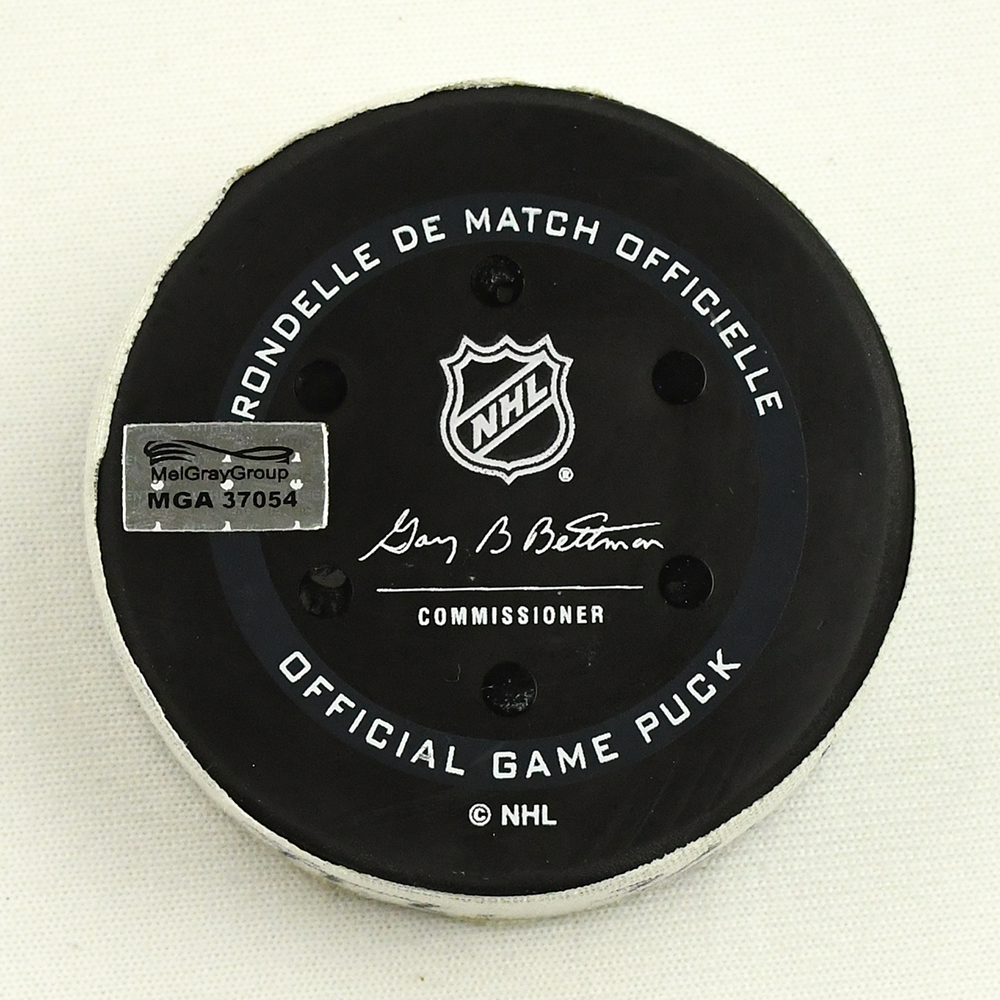 RONDELLE DE MATCH OFFICIELLE
NHL
®
MelGrayGroup
MGA 37054
Gary B Bettman
COMMISSIONER
OFFICIAL GAME PUCK
© NHL